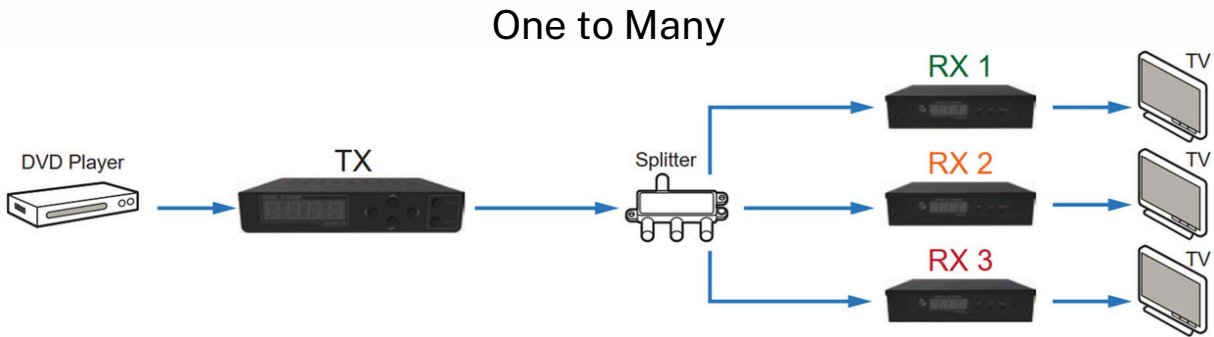 One to Many
RX 1
TV
DVD Player
TX
Splitter
RX 2
TV
RX 3
TV